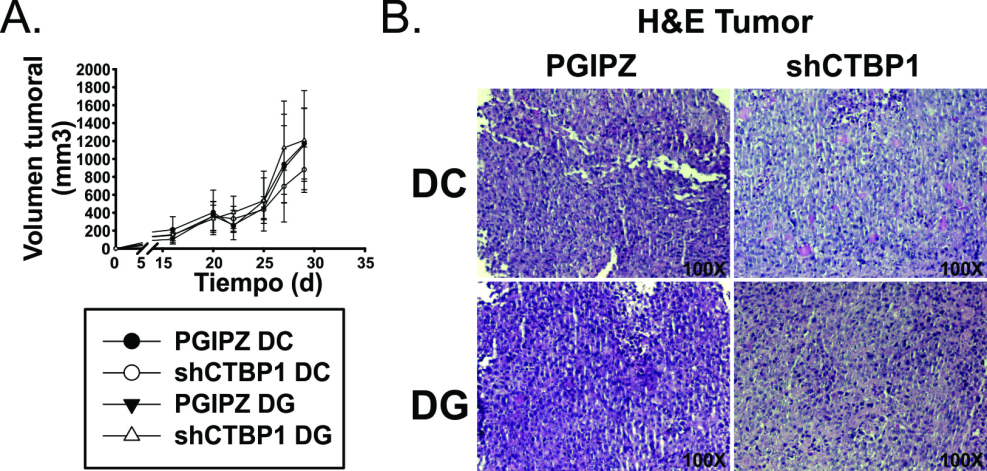 A.
Volumen tumoral
(mm3)
2000
1800
1600
1400
1200
1000
800
600
400
200
0
0 5 15 20 25 30 35
Tiempo (d)
PGIPZ DC
shCTBP1 DC
PGIPZ DG
shCTBP1 DG
B.
H&E Tumor
PGIPZ shCTBP1
DC
100X 100X
DG
100X 100X